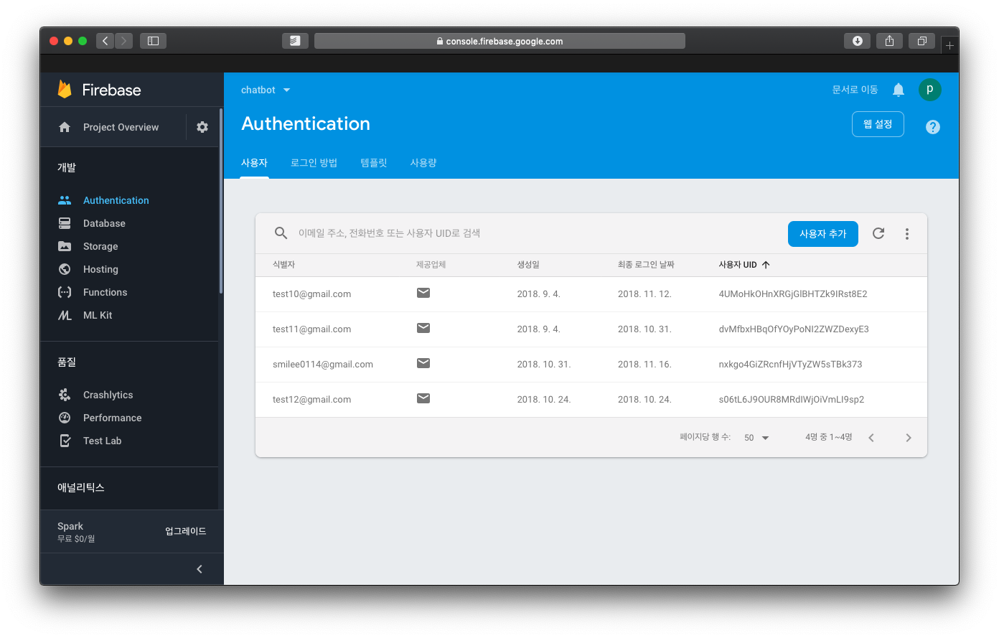 console.firebase.google.com
Firebase
Project Overview
개발
Authentication
Database
Storage
Hosting
Functions
ML Kit
품질
Crashlytics
Performance
Test Lab
애널리틱스
Spark
무료 $0/월
업그레이드
chatbot
문서로 이동
p
Authentication
웹 설정
사용자 로그인 방법 템플릿 사용량
이메일 주소, 전화번호 또는 사용자 UID로 검색
사용자 추가
식별자 제공업체 생성일 최종 로그인 날짜 사용자 UID
test10@gmail.com 2018. 9. 4. 2018. 11. 12. 4UMoHkOHnXRGjGlBHTZk9IRst8E2
test11@gmail.com 2018. 9. 4. 2018. 10. 31. dvMfbxHBqOfYOyPoNI2ZWZDexyE3
smilee0114@gmail.com 2018. 10. 31. 2018. 11. 16. nxkgo4GiZRcnfHjVTyZW5sTBk373
test12@gmail.com 2018. 10. 24. 2018. 10. 24. s06tL6J9OUR8MRdIWjOiVmLI9sp2
페이지당 행 수: 50 4명 중 1~4명